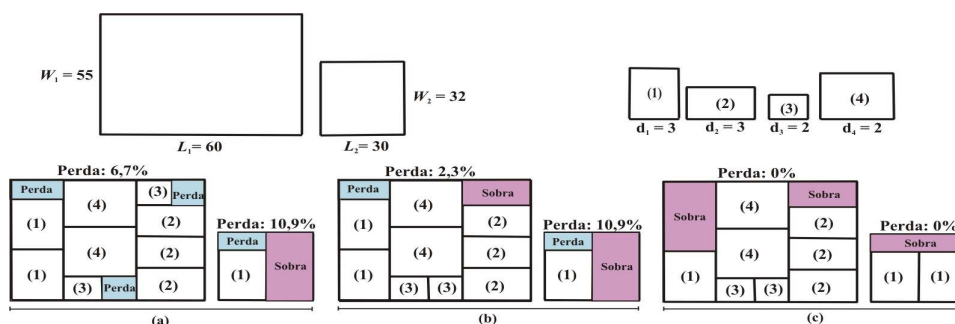 W₁ = 55
L₁= 60
W₂ = 32
L₂= 30
(1)
d₁ = 3
(2)
d₂ = 3
(3)
d₃ = 2
(4)
d₄ = 2
Perda: 6,7%
Perda
(1)
(1)
(4)
(4)
(3)
Perda
(3)
Perda
(2)
(2)
(2)
Perda: 10,9%
Perda
(1)
Sobra
(a)
Perda: 2,3%
Perda
(1)
(1)
(4)
(4)
(3)
(3)
Sobra
(2)
(2)
(2)
Perda: 10,9%
Perda
(1)
Sobra
(b)
Perda: 0%
Sobra
(1)
(4)
(4)
(3)
(3)
Sobra
(2)
(2)
(2)
Perda: 0%
Sobra
(1)
(1)
(c)